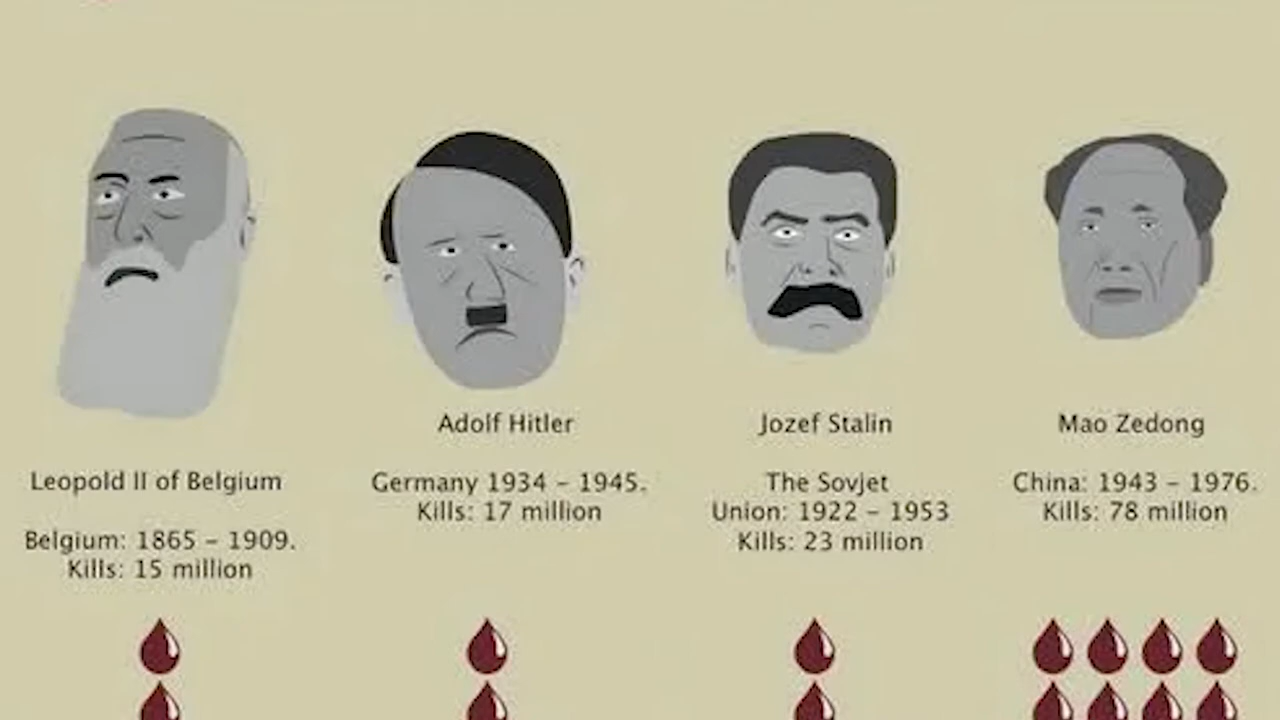 Leopold II of Belgium
Belgium: 1865 – 1909.
Kills: 15 million
Adolf Hitler
Germany 1934 – 1945.
Kills: 17 million
Jozef Stalin
The Sovjet
Union: 1922 – 1953
Kills: 23 million
Mao Zedong
China: 1943 – 1976.
Kills: 78 million